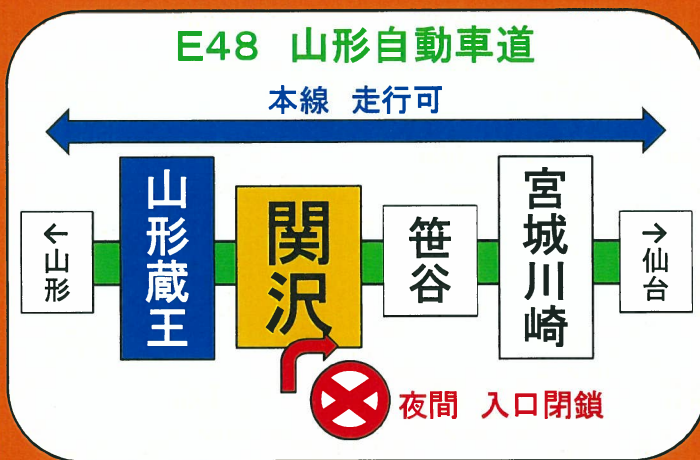 E48 山形自動車道
本線 走行可
←山形
山形蔵王
関沢
笹谷
宮城川崎
→仙台
夜間 入口閉鎖